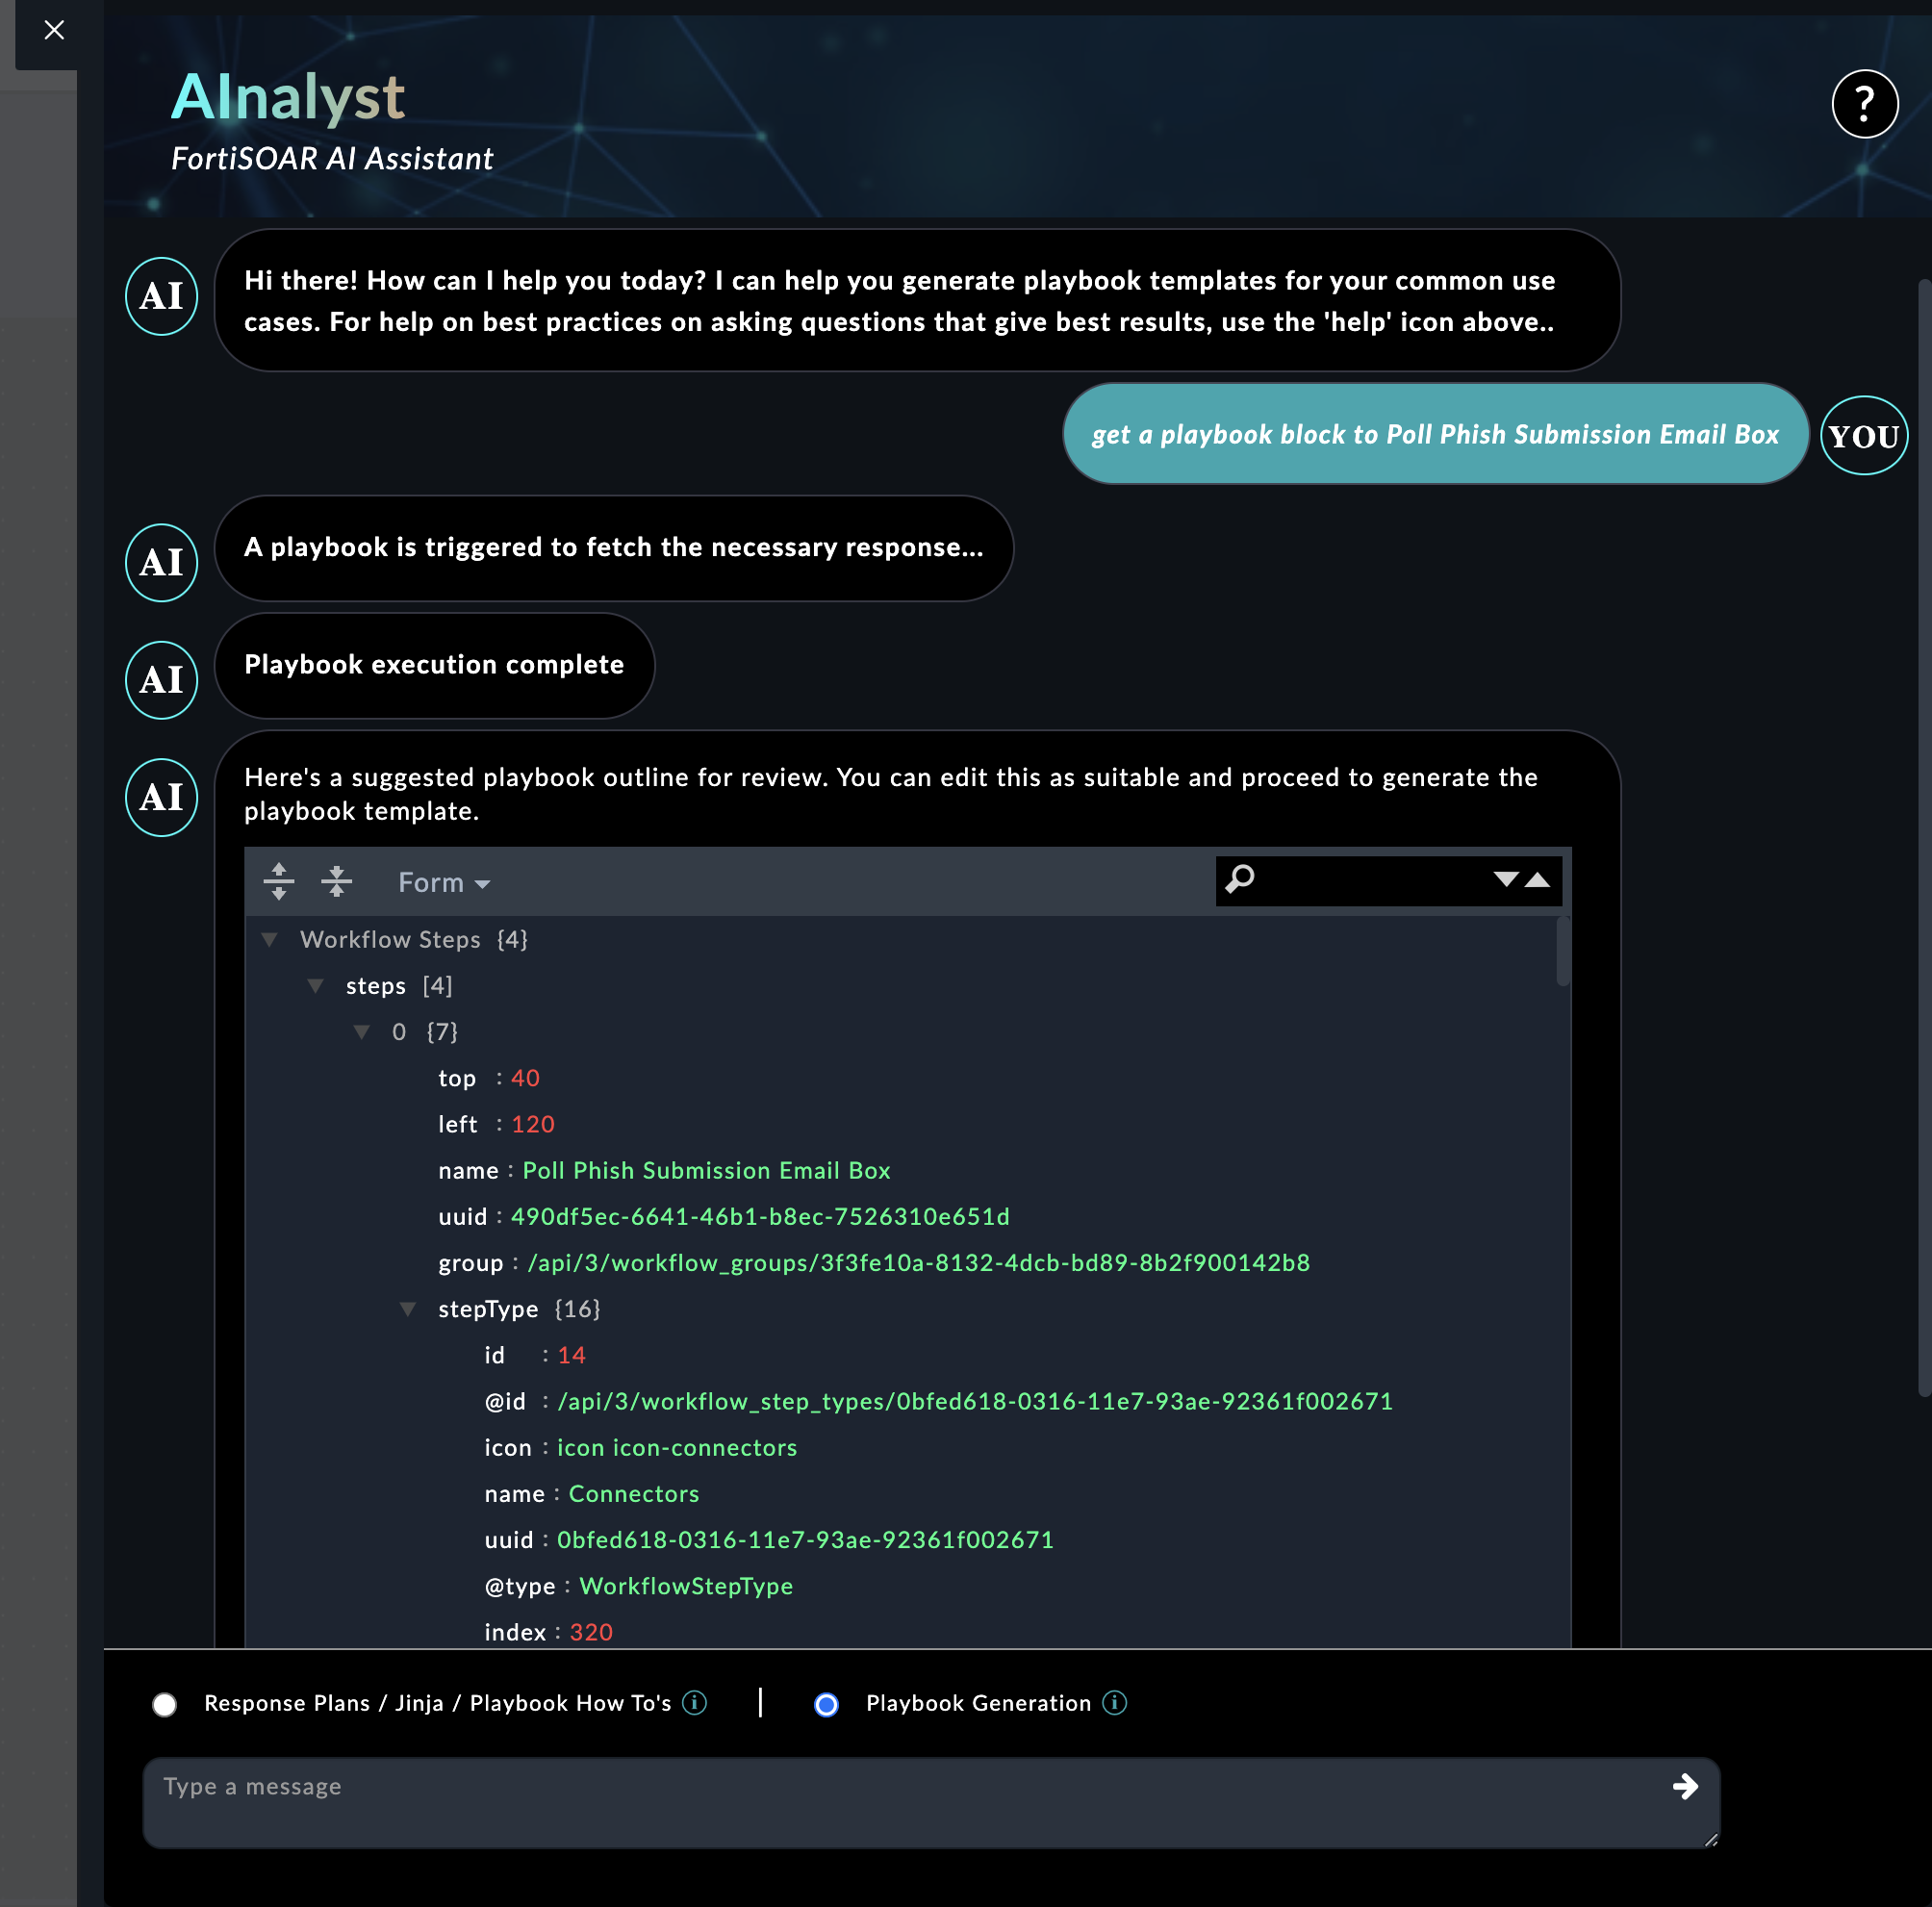 AInalyst
FortiSOAR AI Assistant
?
AI
Hi there! How can I help you today? I can help you generate playbook templates for your common use
cases. For help on best practices on asking questions that give best results, use the 'help' icon above..
get a playbook block to Poll Phish Submission Email Box
YOU
AI
A playbook is triggered to fetch the necessary response...
AI
Playbook execution complete
AI
Here's a suggested playbook outline for review. You can edit this as suitable and proceed to generate the
playbook template.
Form
Workflow Steps {4}
steps [4]
0 {7}
top : 40
left : 120
name : Poll Phish Submission Email Box
uuid : 490df5ec-6641-46b1-b8ec-7526310e651d
group : /api/3/workflow_groups/3f3fe10a-8132-4dcb-bd89-8b2f900142b8
stepType {16}
id : 14
@id : /api/3/workflow_step_types/0bfed618-0316-11e7-93ae-92361f002671
icon : icon icon-connectors
name : Connectors
uuid : 0bfed618-0316-11e7-93ae-92361f002671
@type : WorkflowStepType
index : 320
Response Plans / Jinja / Playbook How To's i | Playbook Generation i
Type a message